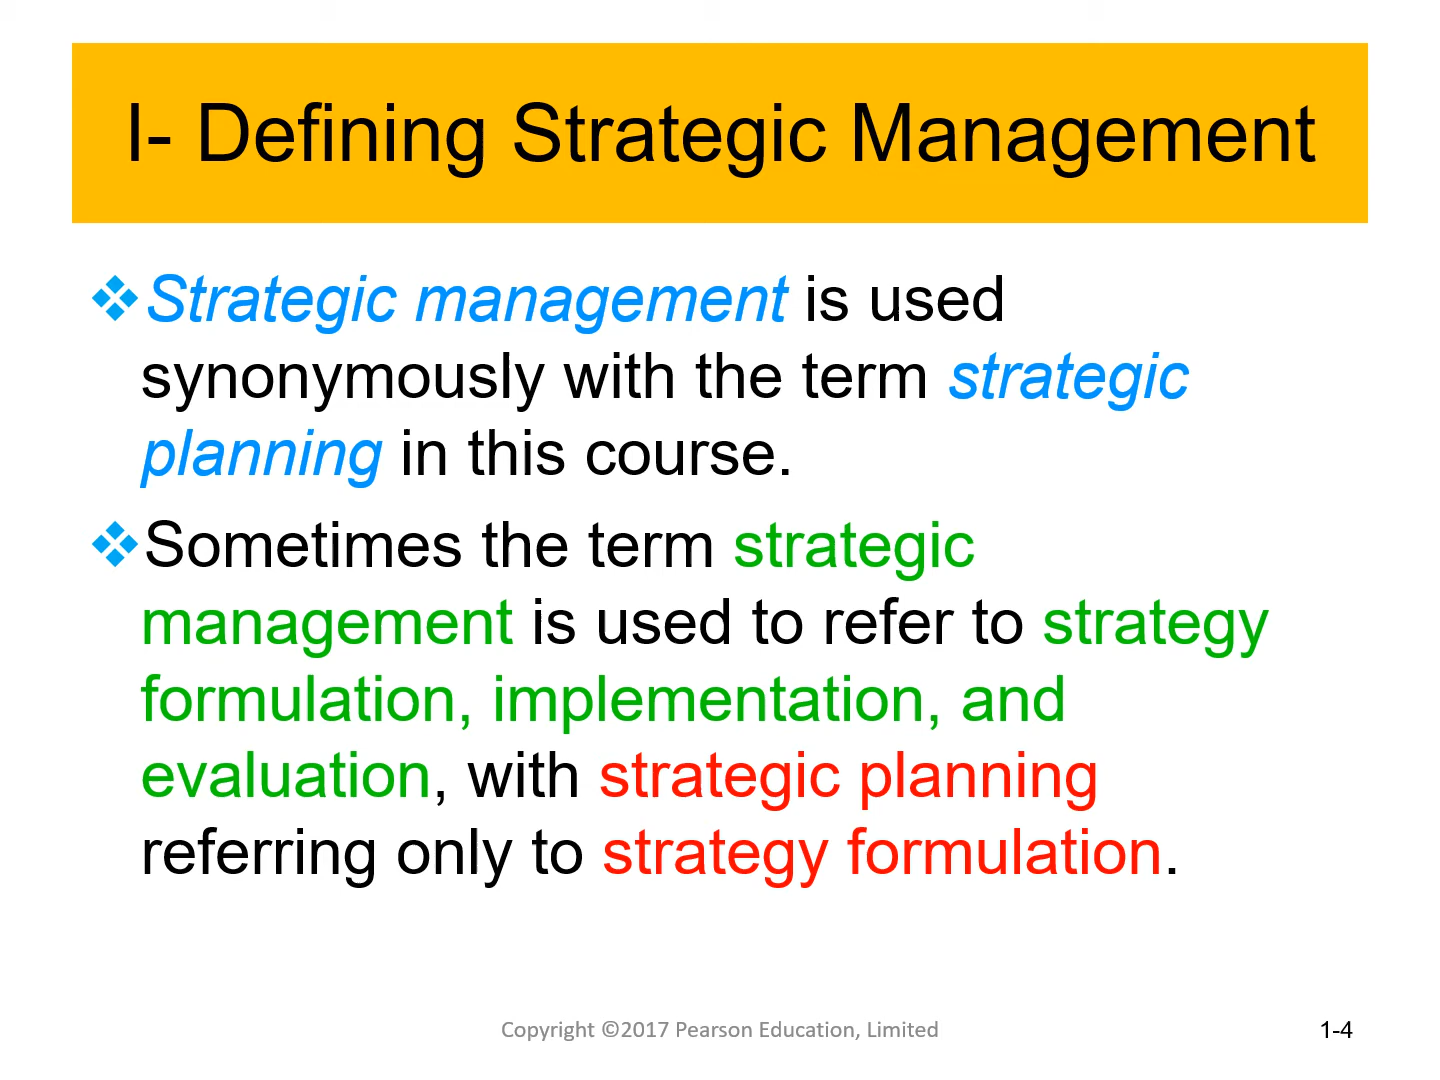 I- Defining Strategic Management
❖Strategic management is used
synonymously with the term strategic
planning in this course.
❖Sometimes the term strategic
management is used to refer to strategy
formulation, implementation, and
evaluation, with strategic planning
referring only to strategy formulation.
Copyright ©2017 Pearson Education, Limited
1-4